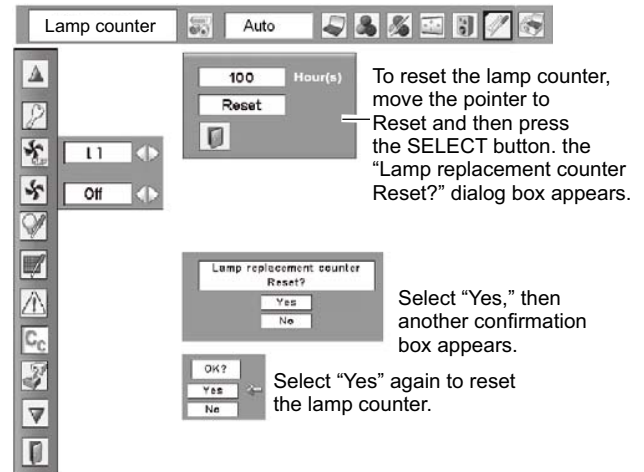 Lamp counter
Auto
100 Hour(s)
Reset
To reset the lamp counter,
move the pointer to
Reset and then press
the SELECT button. the
“Lamp replacement counter
Reset?” dialog box appears.
L1
Off
Cc
Lamp replacement counter
Reset?
Yes
No
Select “Yes,” then
another confirmation
box appears.
OK?
Yes
No
Select “Yes” again to reset
the lamp counter.